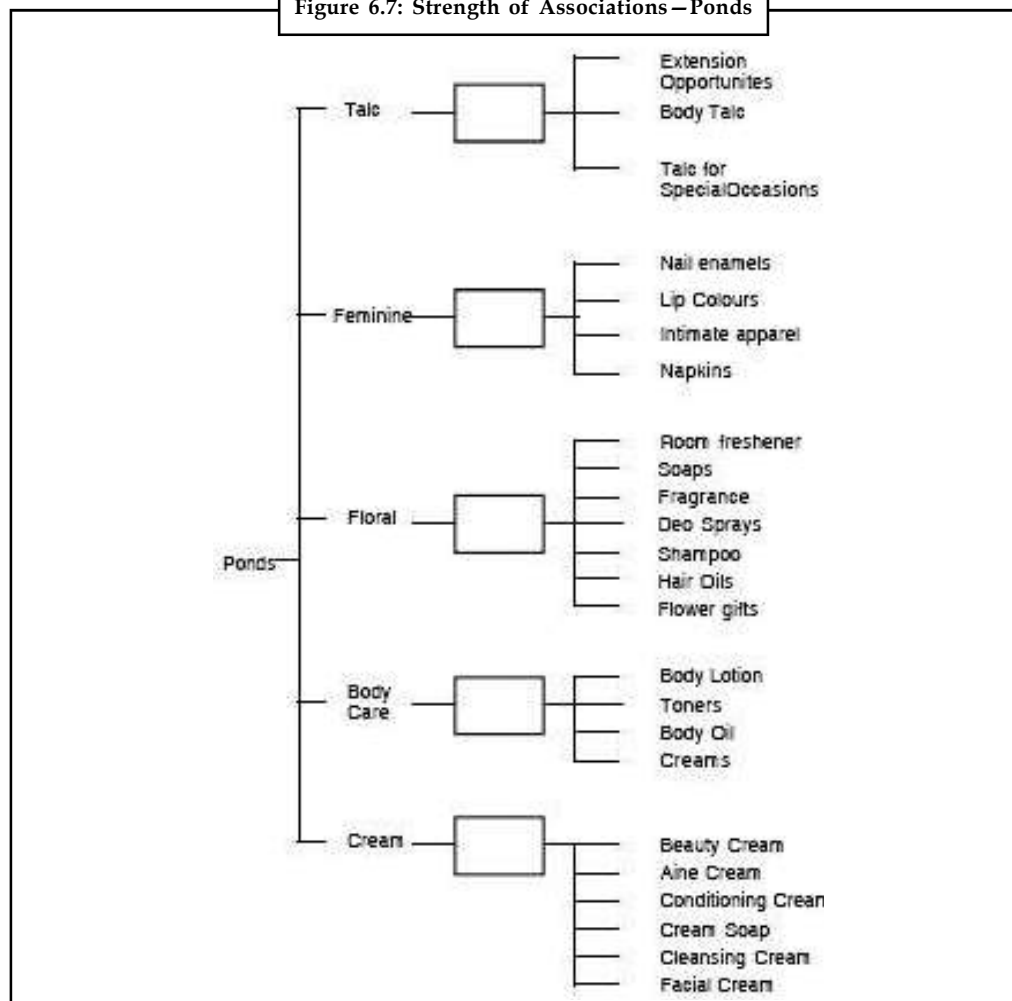 Figure 6.7: Strength of Associations—Ponds
Extension
Opportunites
Talc
Body Talc
Talc for
SpecialOccasions
Feminine
Nail enamels
Lip Colours
Intimate apparel
Napkins
Floral
Room freshener
Soaps
Fragrance
Deo Sprays
Shampoo
Hair Oils
Flower gifts
Ponds
Body
Care
Body Lotion
Toners
Body Oil
Creams
Cream
Beauty Cream
Aine Cream
Conditioning Cream
Cream Soap
Cleansing Cream
Facial Cream